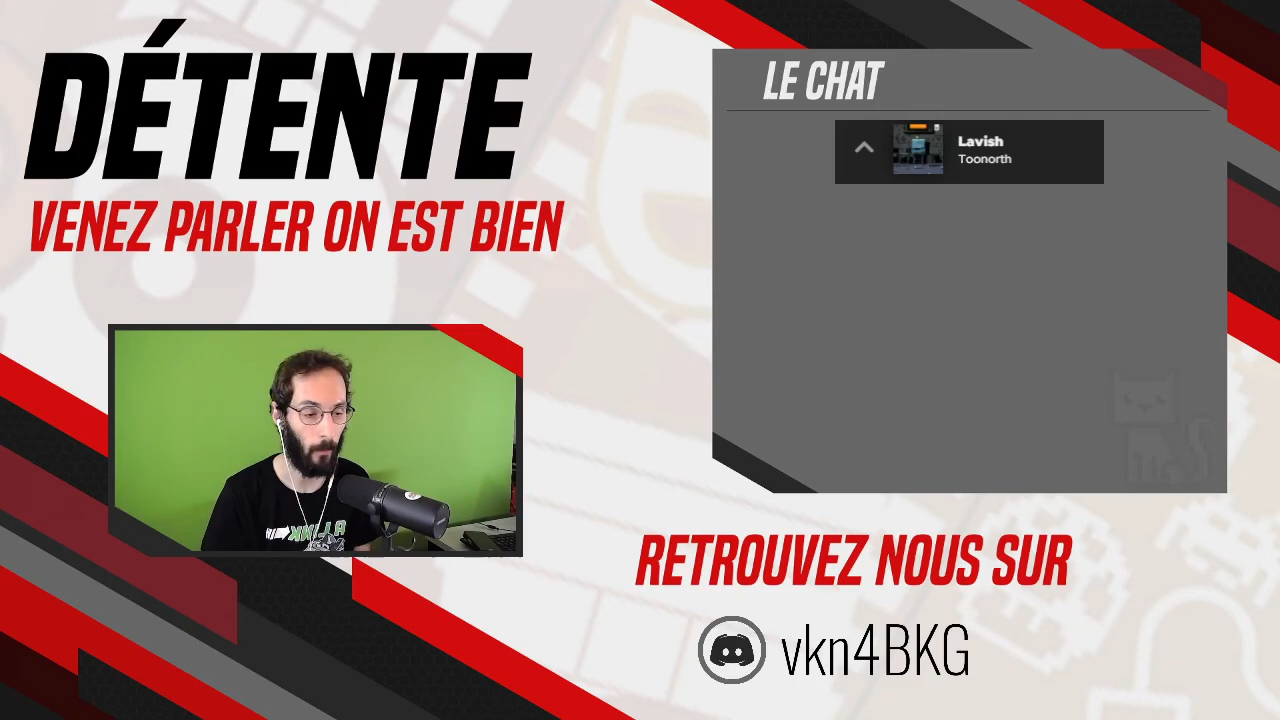 DÉTENTE
VENEZ PARLER ON EST BIEN
LE CHAT
Lavish
Toonorth
RETROUVEZ NOUS SUR
vkn4BKG